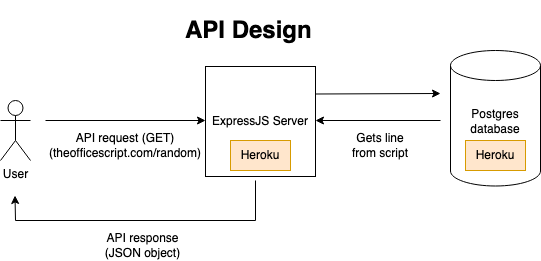 API Design
ExpressJS Server
Heroku
Postgres
database
Heroku
API request (GET)
(theofficescript.com/random)
Gets line
from script
User
API response
(JSON object)